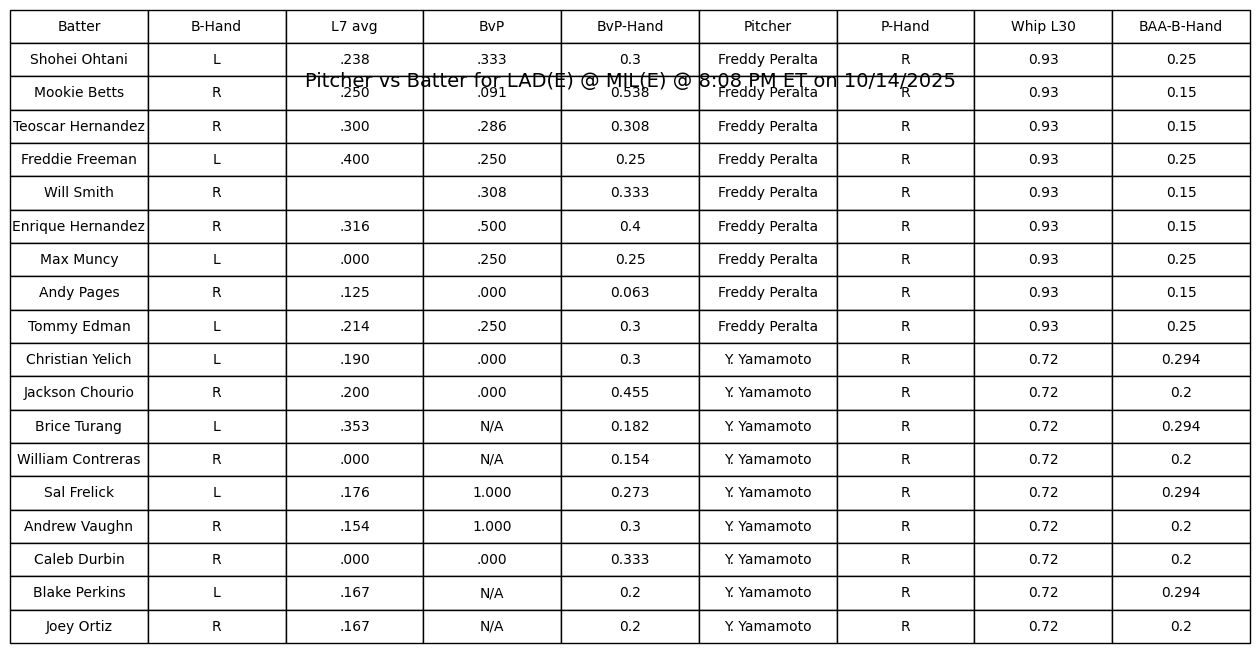 Batter B-Hand L7 avg BvP BvP-Hand Pitcher P-Hand Whip L30 BAA-B-Hand
Shohei Ohtani L .238 .333 0.3 Freddy Peralta R 0.93 0.25
Pitcher vs Batter for LAD(E) @ MIL(E) @ 8:08 PM ET on 10/14/2025
Mookie Betts R .250 .091 0.538 Freddy Peralta R 0.93 0.15
Teoscar Hernandez R .300 .286 0.308 Freddy Peralta R 0.93 0.15
Freddie Freeman L .400 .250 0.25 Freddy Peralta R 0.93 0.25
Will Smith R .308 0.333 Freddy Peralta R 0.93 0.15
Enrique Hernandez R .316 .500 0.4 Freddy Peralta R 0.93 0.15
Max Muncy L .000 .250 0.25 Freddy Peralta R 0.93 0.25
Andy Pages R .125 .000 0.063 Freddy Peralta R 0.93 0.15
Tommy Edman L .214 .250 0.3 Freddy Peralta R 0.93 0.25
Christian Yelich L .190 .000 0.3 Y. Yamamoto R 0.72 0.294
Jackson Chourio R .200 .000 0.455 Y. Yamamoto R 0.72 0.2
Brice Turang L .353 N/A 0.182 Y. Yamamoto R 0.72 0.294
William Contreras R .000 N/A 0.154 Y. Yamamoto R 0.72 0.2
Sal Frelick L .176 1.000 0.273 Y. Yamamoto R 0.72 0.294
Andrew Vaughn R .154 1.000 0.3 Y. Yamamoto R 0.72 0.2
Caleb Durbin R .000 .000 0.333 Y. Yamamoto R 0.72 0.2
Blake Perkins L .167 N/A 0.2 Y. Yamamoto R 0.72 0.294
Joey Ortiz R .167 N/A 0.2 Y. Yamamoto R 0.72 0.2